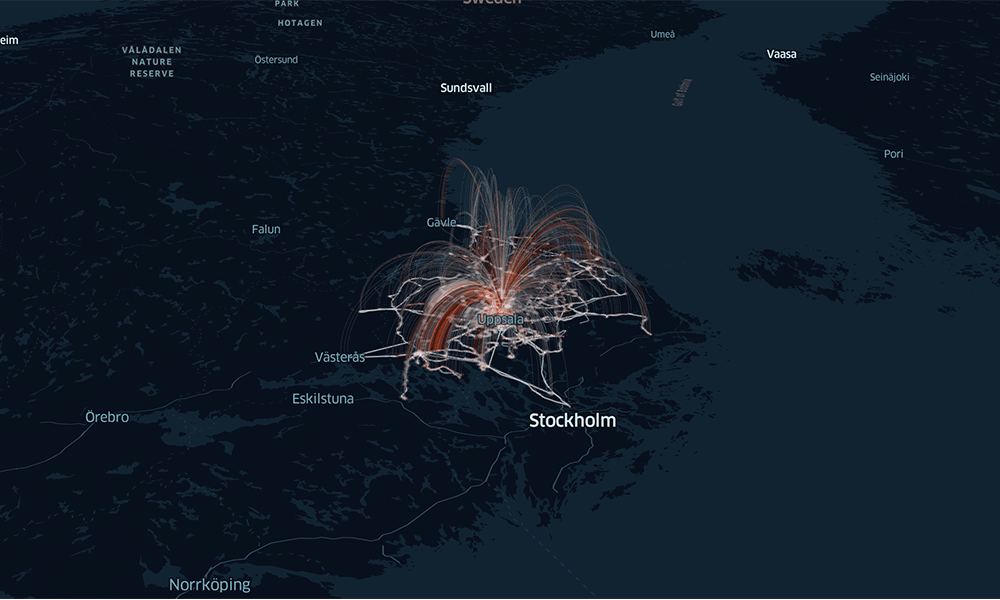 PARK
Sweden
HOTAGEN
eim
Umeå
VÅLÅDALEN
NATURE
RESERVE
Östersund
Vaasa
Seinäjoki
Sundsvall
Gulf of Bothnia
Pori
Gävle
Falun
Uppsala
Västerås
Eskilstuna
Örebro
Stockholm
Norrköping